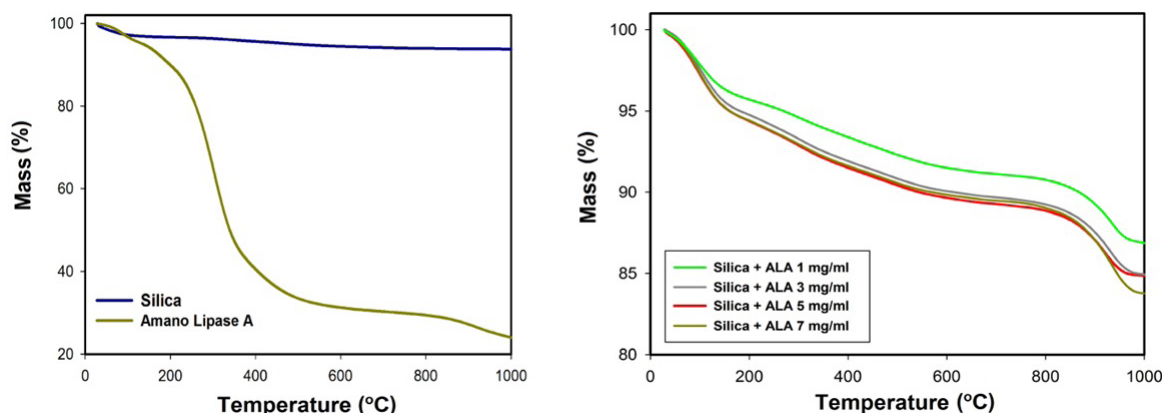 100
80
60
40
20
Mass (%)
Silica
Amano Lipase A
0
200
400
600
800
1000
Temperature (°C)
100
95
90
85
80
Mass (%)
Silica + ALA 1 mg/ml
Silica + ALA 3 mg/ml
Silica + ALA 5 mg/ml
Silica + ALA 7 mg/ml
0
200
400
600
800
1000
Temperature (°C)